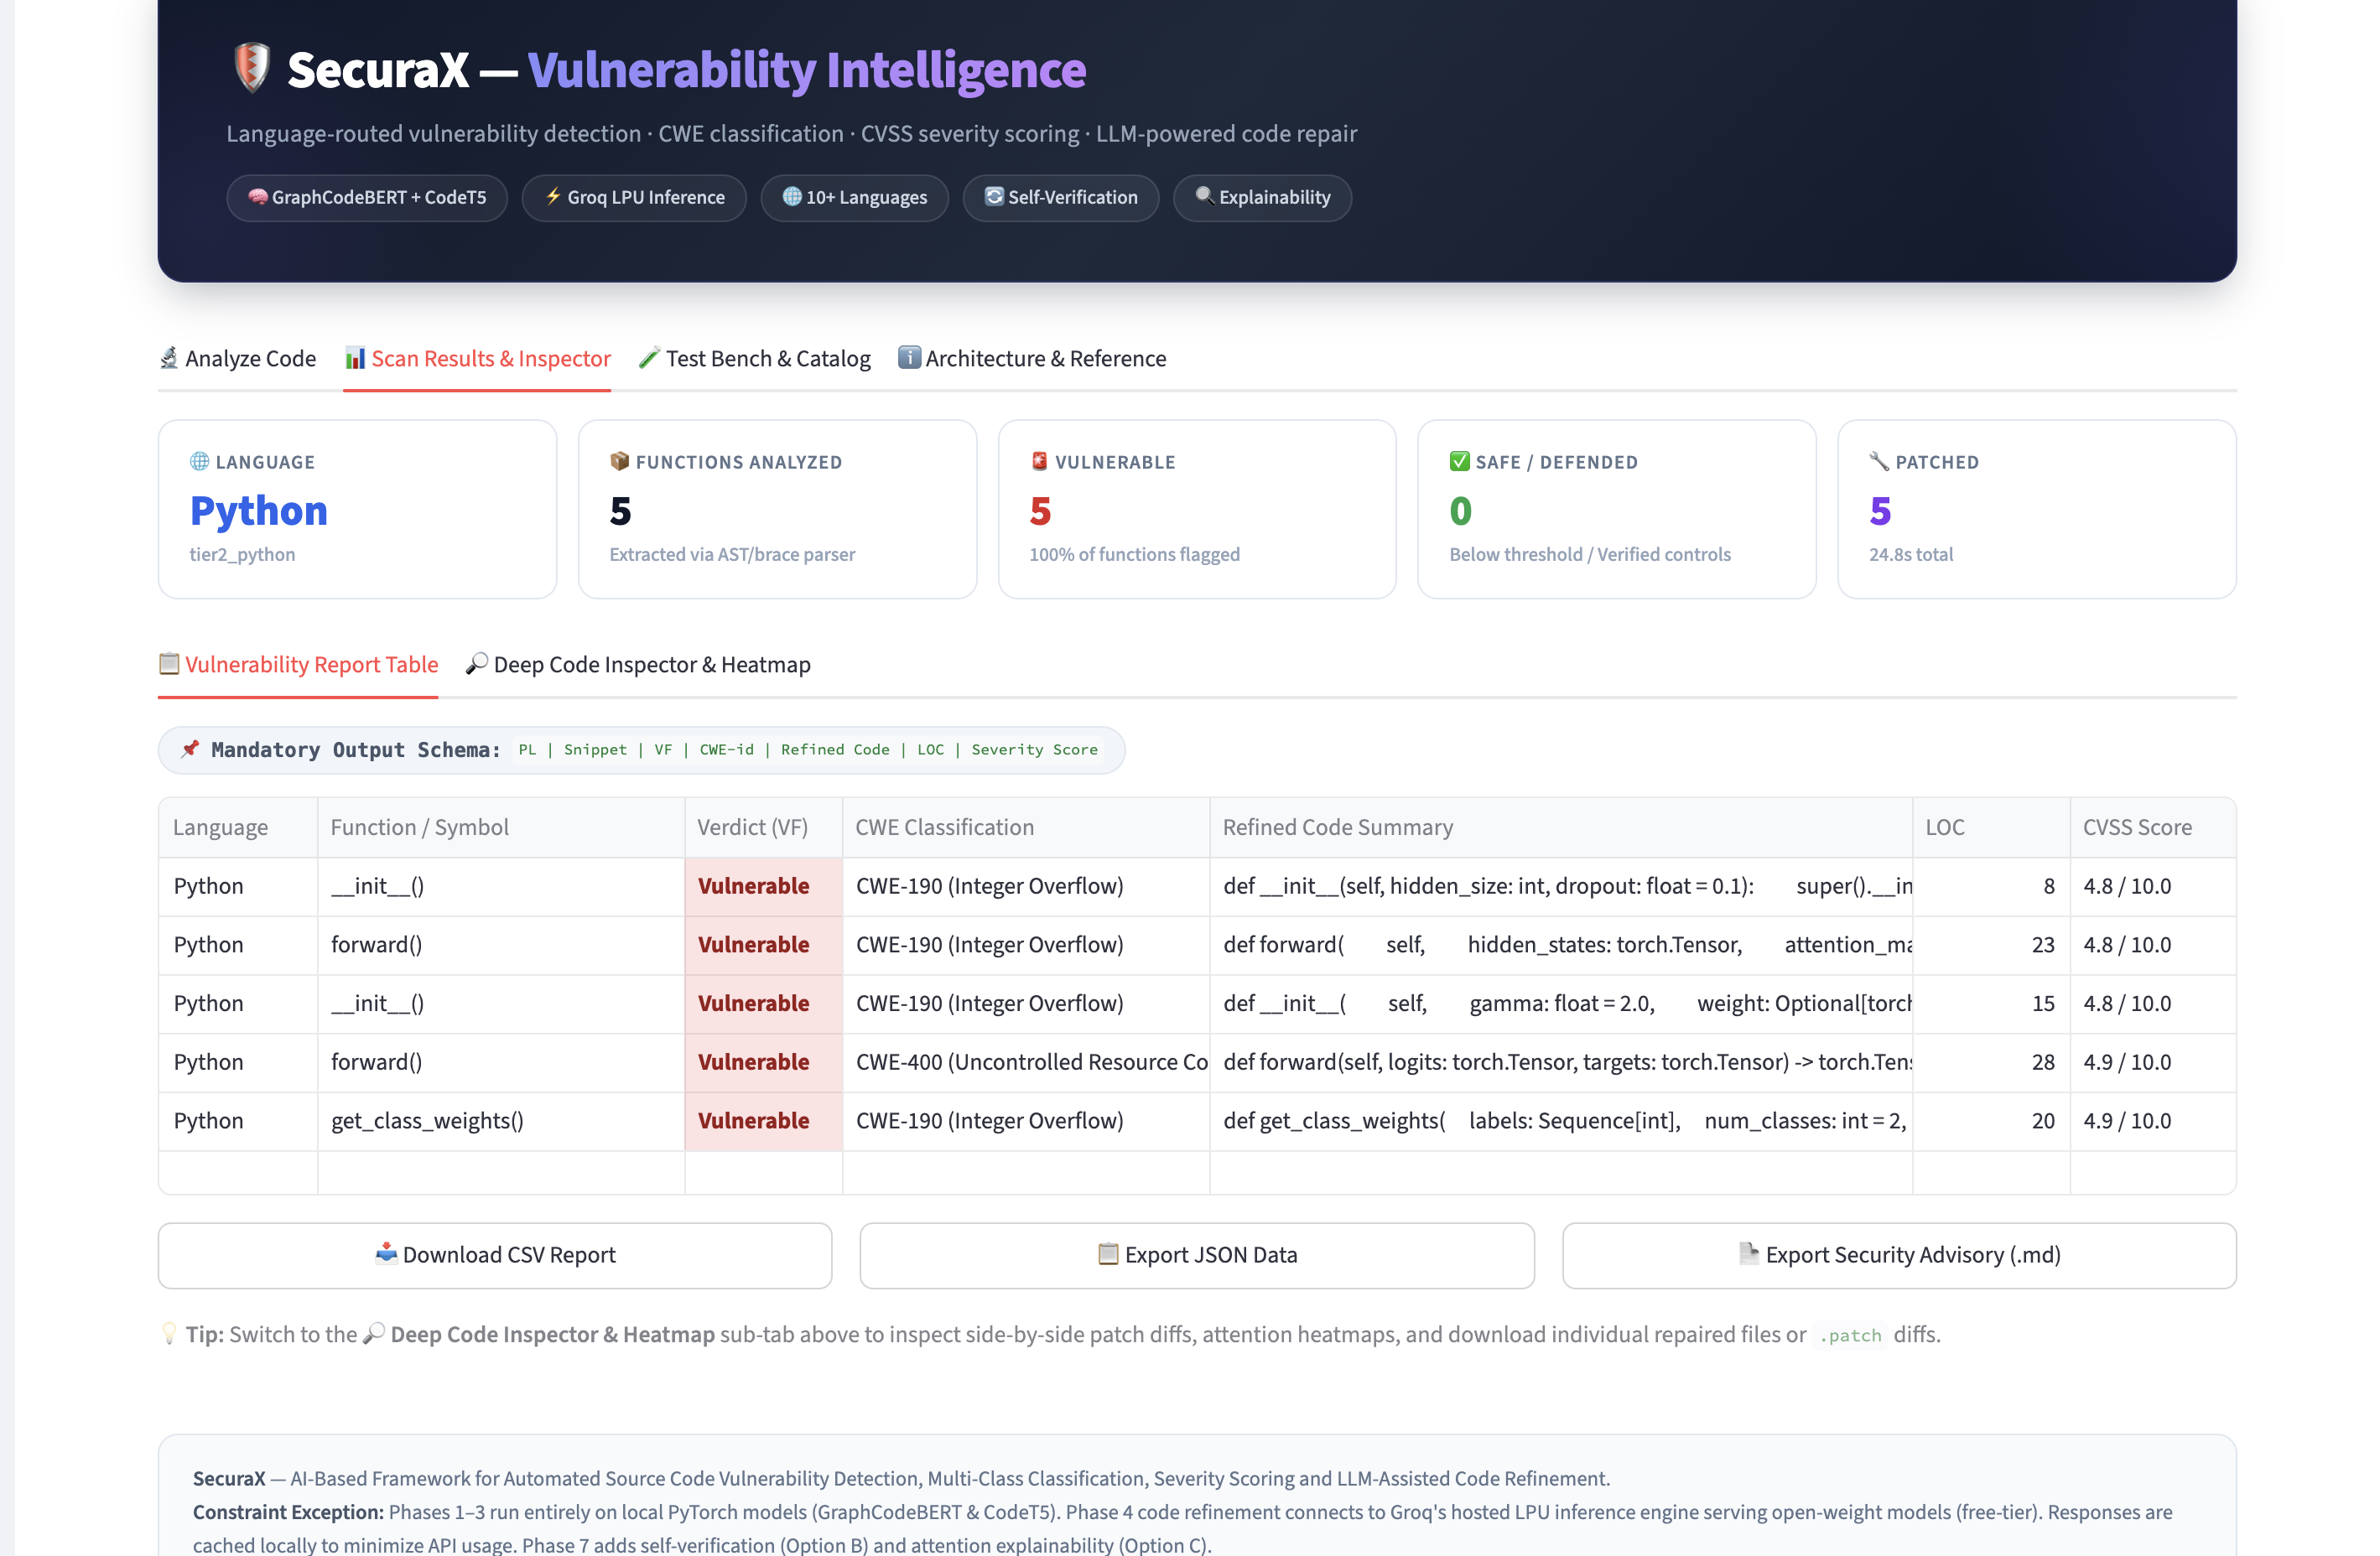 SecuraX — Vulnerability Intelligence
Language-routed vulnerability detection · CWE classification · CVSS severity scoring · LLM-powered code repair
GraphCodeBERT + CodeT5
Groq LPU Inference
10+ Languages
Self-Verification
Explainability
Analyze Code
Scan Results & Inspector
Test Bench & Catalog
Architecture & Reference
LANGUAGE
Python
tier2_python
FUNCTIONS ANALYZED
5
Extracted via AST/brace parser
VULNERABLE
5
100% of functions flagged
SAFE / DEFENDED
0
Below threshold / Verified controls
PATCHED
5
24.8s total
Vulnerability Report Table
Deep Code Inspector & Heatmap
Mandatory Output Schema: PL | Snippet | VF | CWE-id | Refined Code | LOC | Severity Score
Language Function / Symbol Verdict (VF) CWE Classification Refined Code Summary LOC CVSS Score
Python __init__() Vulnerable CWE-190 (Integer Overflow) def __init__(self, hidden_size: int, dropout: float = 0.1): super().__in 8 4.8 / 10.0
Python forward() Vulnerable CWE-190 (Integer Overflow) def forward( self, hidden_states: torch.Tensor, attention_ma 23 4.8 / 10.0
Python __init__() Vulnerable CWE-190 (Integer Overflow) def __init__( self, gamma: float = 2.0, weight: Optional[torch 15 4.8 / 10.0
Python forward() Vulnerable CWE-400 (Uncontrolled Resource Co def forward(self, logits: torch.Tensor, targets: torch.Tensor) -> torch.Tens 28 4.9 / 10.0
Python get_class_weights() Vulnerable CWE-190 (Integer Overflow) def get_class_weights( labels: Sequence[int], num_classes: int = 2, 20 4.9 / 10.0
Download CSV Report
Export JSON Data
Export Security Advisory (.md)
Tip: Switch to the Deep Code Inspector & Heatmap sub-tab above to inspect side-by-side patch diffs, attention heatmaps, and download individual repaired files or .patch diffs.
SecuraX — AI-Based Framework for Automated Source Code Vulnerability Detection, Multi-Class Classification, Severity Scoring and LLM-Assisted Code Refinement.
Constraint Exception: Phases 1–3 run entirely on local PyTorch models (GraphCodeBERT & CodeT5). Phase 4 code refinement connects to Groq's hosted LPU inference engine serving open-weight models (free-tier). Responses are
cached locally to minimize API usage. Phase 7 adds self-verification (Option B) and attention explainability (Option C).